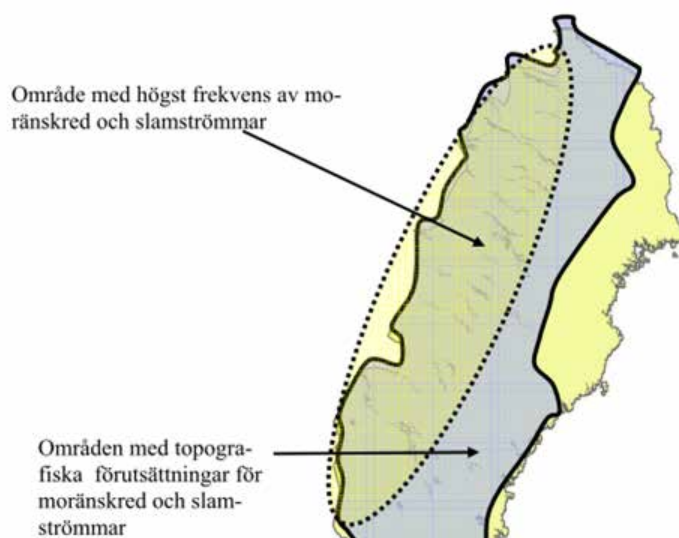 Område med högst frekvens av mo-
ränskred och slamströmmar
Områden med topogra-
fiska förutsättningar för
moränskred och slam-
strömmar